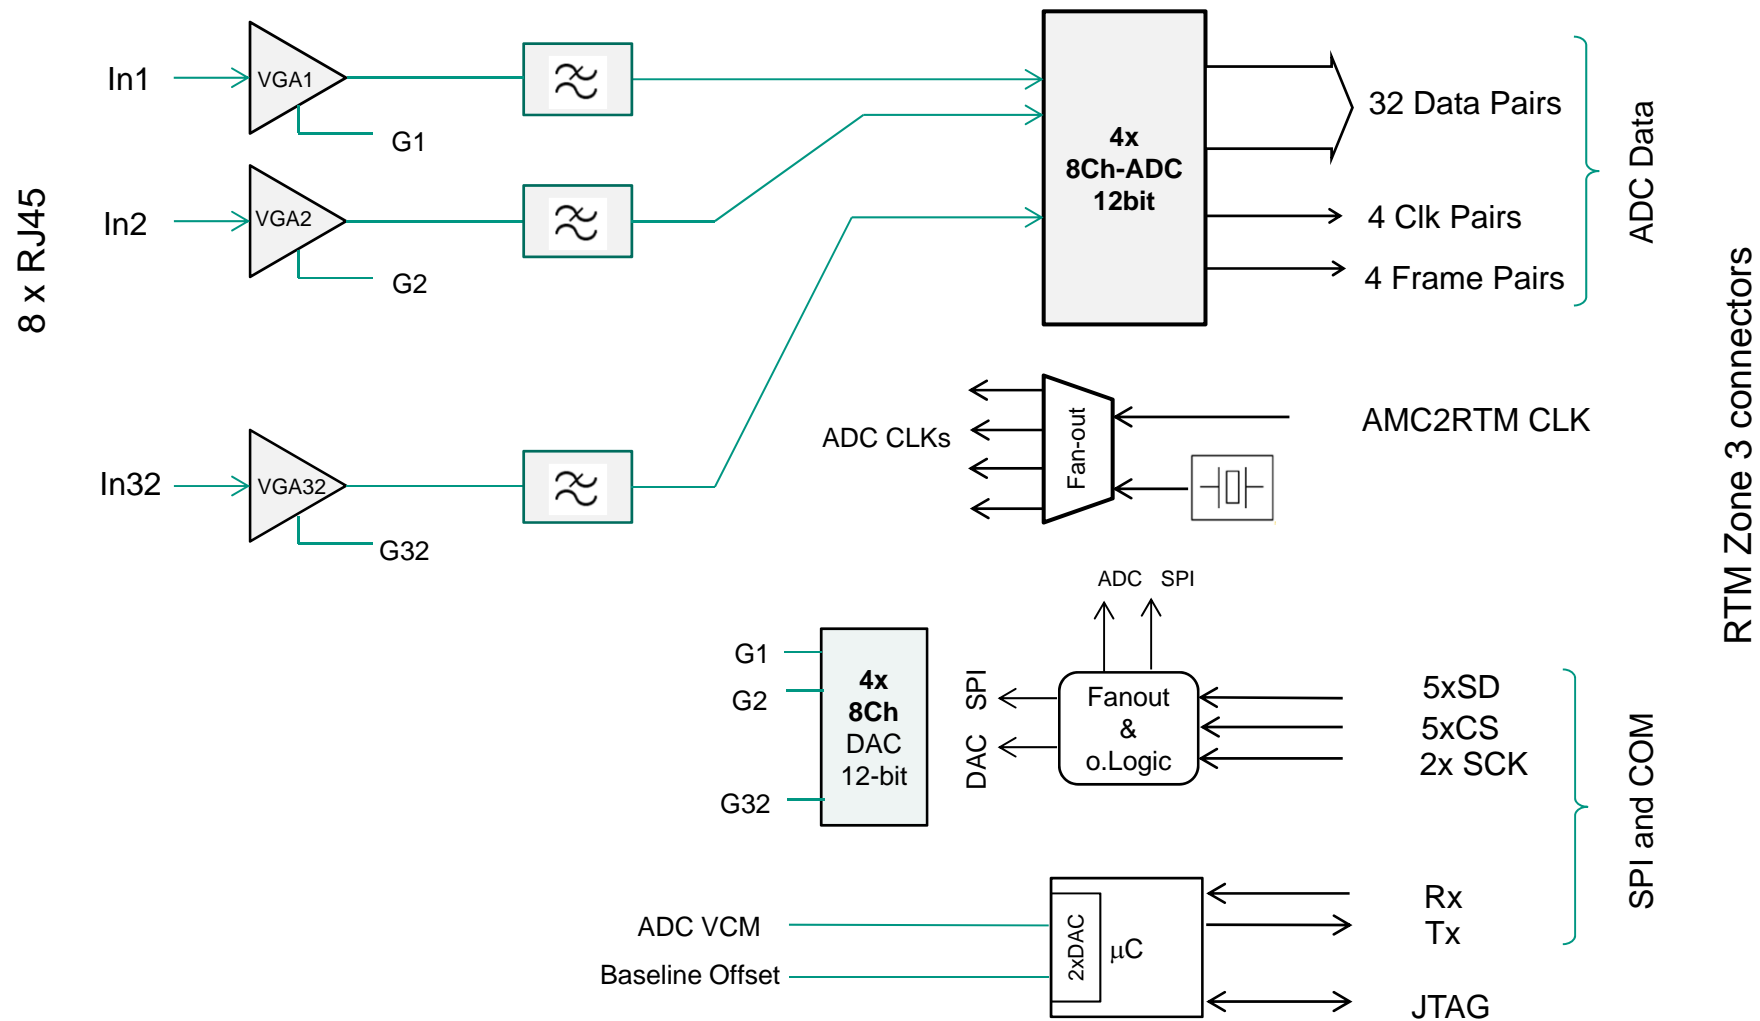 8 x RJ45
In1
VGA1
G1
In2
VGA2
G2
In32
VGA32
G32
4x
8Ch-ADC
12bit
32 Data Pairs
4 Clk Pairs
4 Frame Pairs
ADC Data
RTM Zone 3 connectors
ADC CLKs
Fan-out
AMC2RTM CLK
ADC SPI
G1
G2
G32
4x
8Ch
DAC
12-bit
DAC SPI
Fanout
&
o.Logic
5xSD
5xCS
2x SCK
SPI and COM
ADC VCM
Baseline Offset
2xDAC
µC
Rx
Tx
JTAG